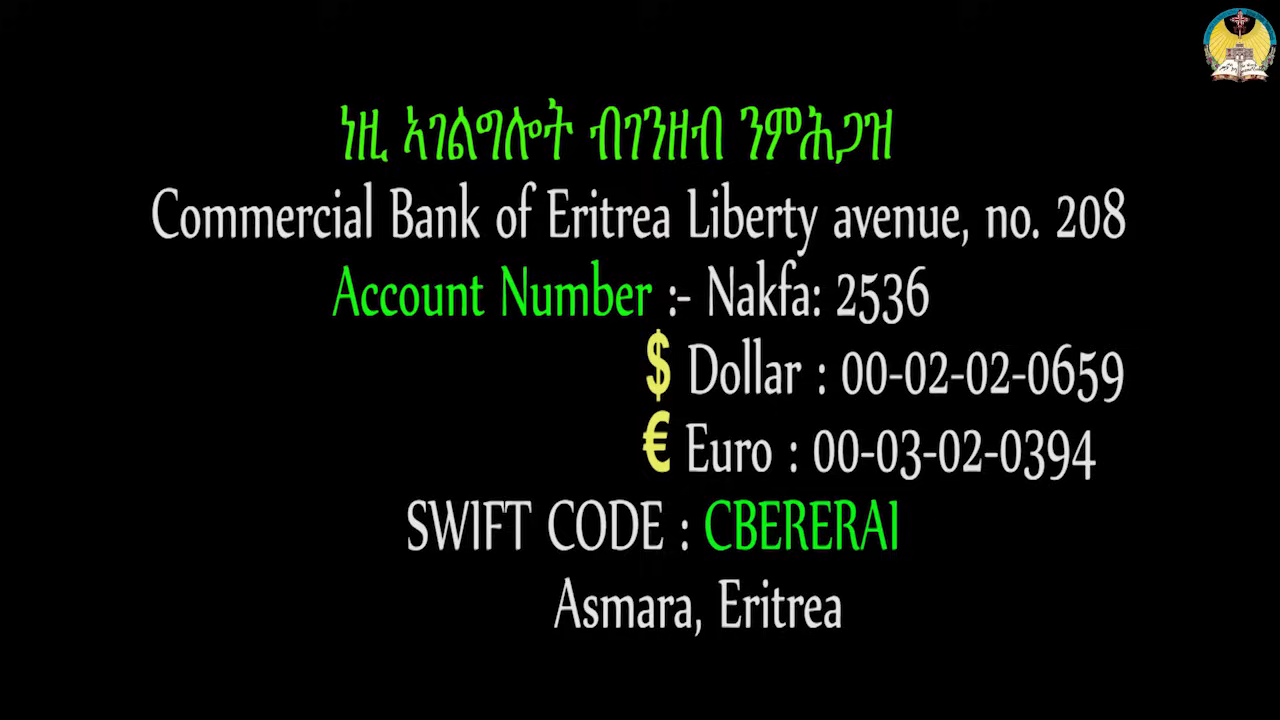 ነዚ ኣገልግሎት ብገንዘብ ንምሕጋዝ
Commercial Bank of Eritrea Liberty avenue, no. 208
Account Number :- Nakfa: 2536
$ Dollar : 00-02-02-0659
€ Euro : 00-03-02-0394
SWIFT CODE : CBERERAI
Asmara, Eritrea